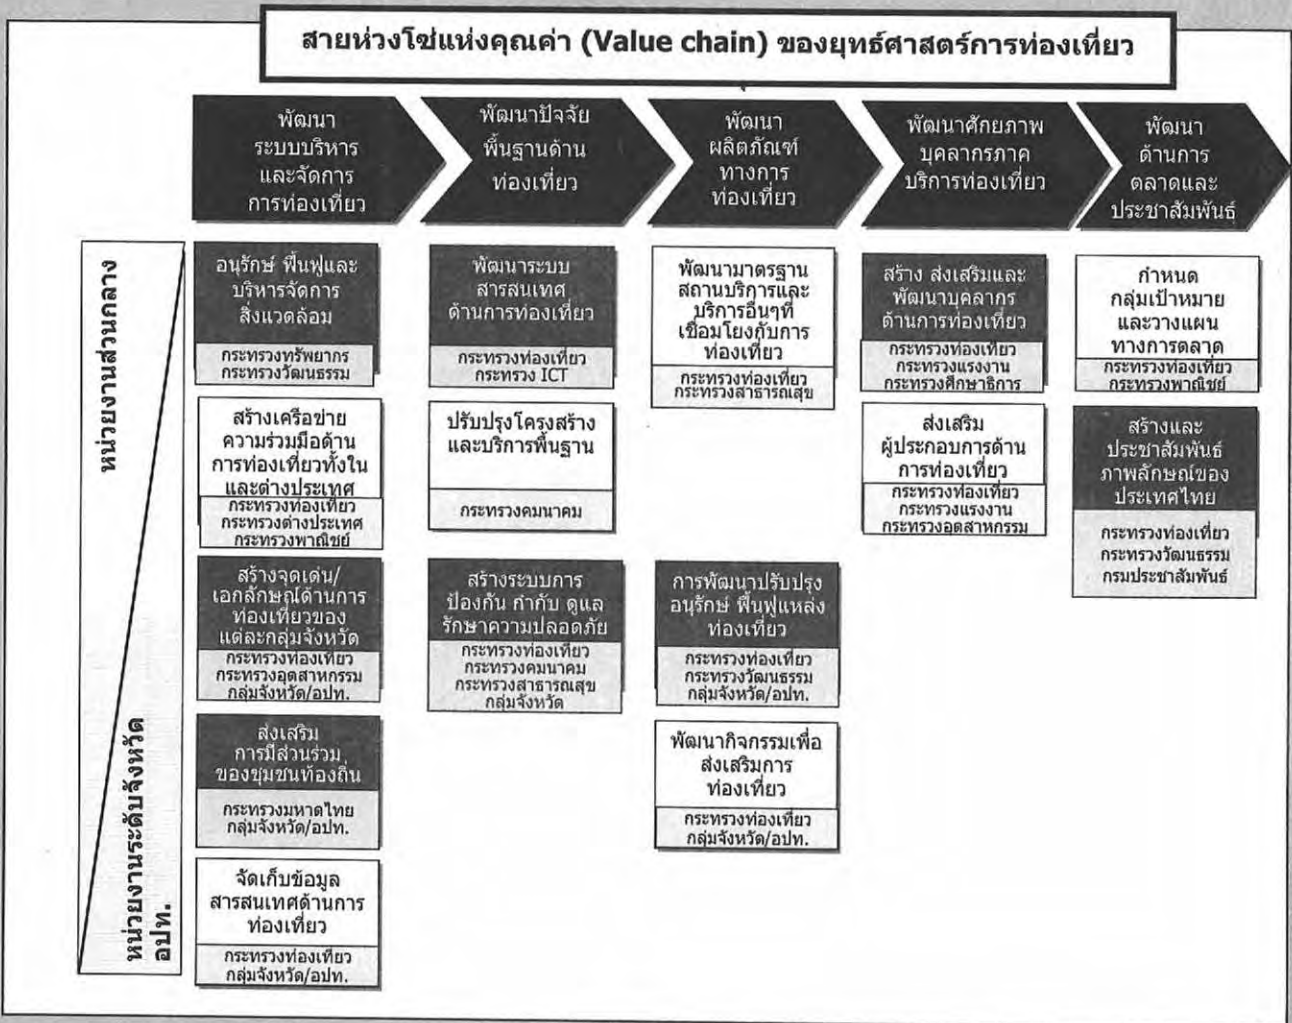 สายห่วงโซ่แห่งคุณค่า (Value chain) ของยุทธ์ศาสตร์การท่องเที่ยว
พัฒนา
ระบบบริหาร
และจัดการ
การท่องเที่ยว
พัฒนาปัจจัย
พื้นฐานด้าน
ท่องเที่ยว
พัฒนา
ผลิตภัณฑ์
ทางการ
ท่องเที่ยว
พัฒนาศักยภาพ
บุคลากรภาค
บริการท่องเที่ยว
พัฒนา
ด้านการ
ตลาดและ
ประชาสัมพันธ์
หน่วยงานส่วนกลาง
หน่วยงานระดับจังหวัด
อปท.
อนุรักษ์ ฟื้นฟูและ
บริหารจัดการ
สิ่งแวดล้อม
กระทรวงทรัพยากร
กระทรวงวัฒนธรรม
สร้างเครือข่าย
ความร่วมมือด้าน
การท่องเที่ยวทั้งใน
และต่างประเทศ
กระทรวงท่องเที่ยว
กระทรวงต่างประเทศ
กระทรวงพาณิชย์
สร้างจุดเด่น/
เอกลักษณ์ด้านการ
ท่องเที่ยวของ
แต่ละกลุ่มจังหวัด
กระทรวงท่องเที่ยว
กระทรวงอุตสาหกรรม
กลุ่มจังหวัด/อปท.
ส่งเสริม
การมีส่วนร่วม
ของชุมชนท้องถิ่น
กระทรวงมหาดไทย
กลุ่มจังหวัด/อปท.
จัดเก็บข้อมูล
สารสนเทศด้านการ
ท่องเที่ยว
กระทรวงท่องเที่ยว
กลุ่มจังหวัด/อปท.
พัฒนาระบบ
สารสนเทศ
ด้านการท่องเที่ยว
กระทรวงท่องเที่ยว
กระทรวง ICT
ปรับปรุงโครงสร้าง
และบริการพื้นฐาน
กระทรวงคมนาคม
สร้างระบบการ
ป้องกัน กำกับ ดูแล
รักษาความปลอดภัย
กระทรวงท่องเที่ยว
กระทรวงคมนาคม
กระทรวงสาธารณสุข
กลุ่มจังหวัด
พัฒนามาตรฐาน
สถานบริการและ
บริการอื่นๆที่
เชื่อมโยงกับการ
ท่องเที่ยว
กระทรวงท่องเที่ยว
กระทรวงสาธารณสุข
การพัฒนาปรับปรุง
อนุรักษ์ ฟื้นฟูแหล่ง
ท่องเที่ยว
กระทรวงท่องเที่ยว
กระทรวงวัฒนธรรม
กลุ่มจังหวัด/อปท.
พัฒนากิจกรรมเพื่อ
ส่งเสริมการ
ท่องเที่ยว
กระทรวงท่องเที่ยว
กลุ่มจังหวัด/อปท.
สร้าง ส่งเสริมและ
พัฒนาบุคลากร
ด้านการท่องเที่ยว
กระทรวงท่องเที่ยว
กระทรวงแรงงาน
กระทรวงศึกษาธิการ
ส่งเสริม
ผู้ประกอบการด้าน
การท่องเที่ยว
กระทรวงท่องเที่ยว
กระทรวงแรงงาน
กระทรวงอุตสาหกรรม
กำหนด
กลุ่มเป้าหมาย
และวางแผน
ทางการตลาด
กระทรวงท่องเที่ยว
กระทรวงพาณิชย์
สร้างและ
ประชาสัมพันธ์
ภาพลักษณ์ของ
ประเทศไทย
กระทรวงท่องเที่ยว
กระทรวงวัฒนธรรม
กรมประชาสัมพันธ์